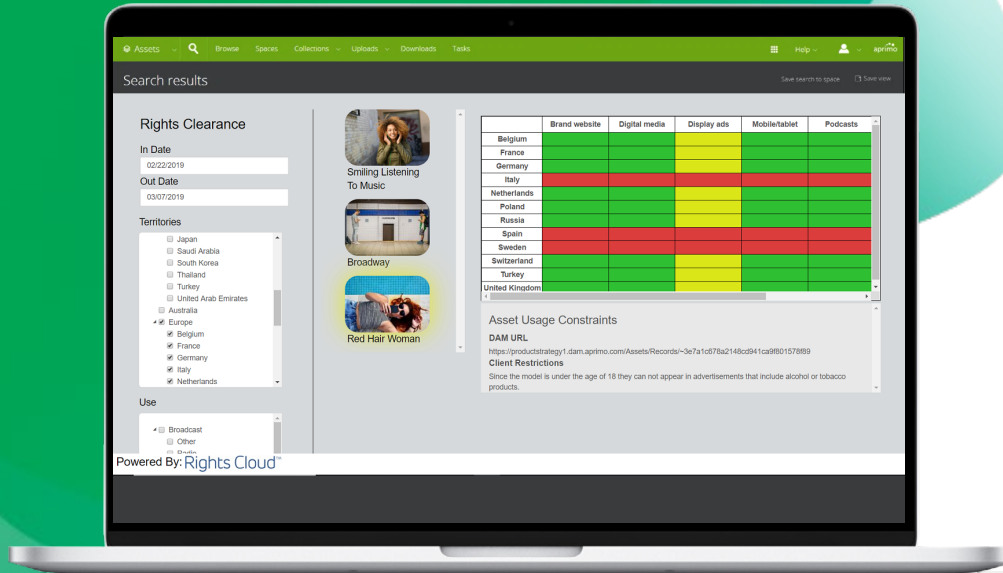 Assets Browse Spaces Collections Uploads Downloads Tasks Help aprimo
Search results Save search to space Save view
Rights Clearance
In Date
02/22/2019
Out Date
03/07/2019
Territories
Japan
Saudi Arabia
South Korea
Thailand
Turkey
United Arab Emirates
Australia
Europe
Belgium
France
Germany
Italy
Netherlands
Use
Broadcast
Other
Radio
Smiling Listening
To Music
Broadway
Red Hair Woman
Brand website Digital media Display ads Mobile/tablet Podcasts
Belgium
France
Germany
Italy
Netherlands
Poland
Russia
Spain
Sweden
Switzerland
Turkey
United Kingdom
Asset Usage Constraints
DAM URL
https://productstrategy1.dam.aprimo.com/Assets/Records/~3e7a1c678a2148cd941ca9f801578f89
Client Restrictions
Since the model is under the age of 18 they can not appear in advertisements that include alcohol or tobacco
products.
Powered By: Rights Cloud™